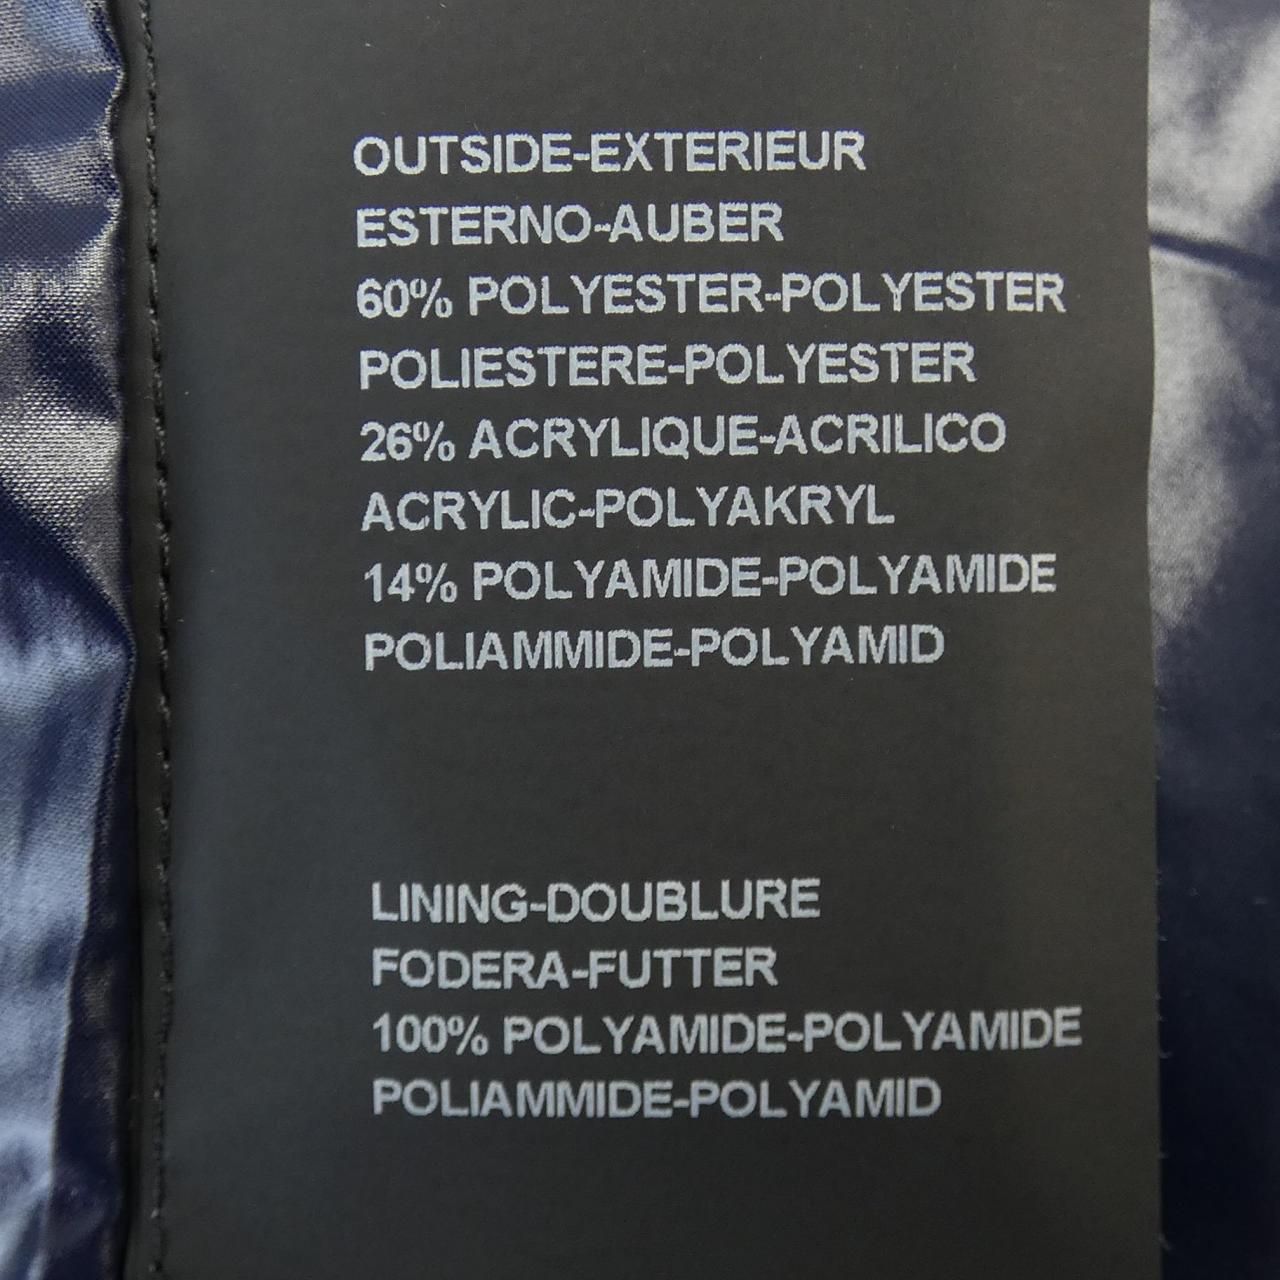 OUTSIDE-EXTERIEUR
ESTERNO-AUBER
60% POLYESTER-POLYESTER
POLIESTERE-POLYESTER
26% ACRYLIQUE-ACRILICO
ACRYLIC-POLYAKRYL
14% POLYAMIDE-POLYAMIDE
POLIAMMIDE-POLYAMID
LINING-DOUBLURE
FODERA-FUTTER
100% POLYAMIDE-POLYAMIDE
POLIAMMIDE-POLYAMID